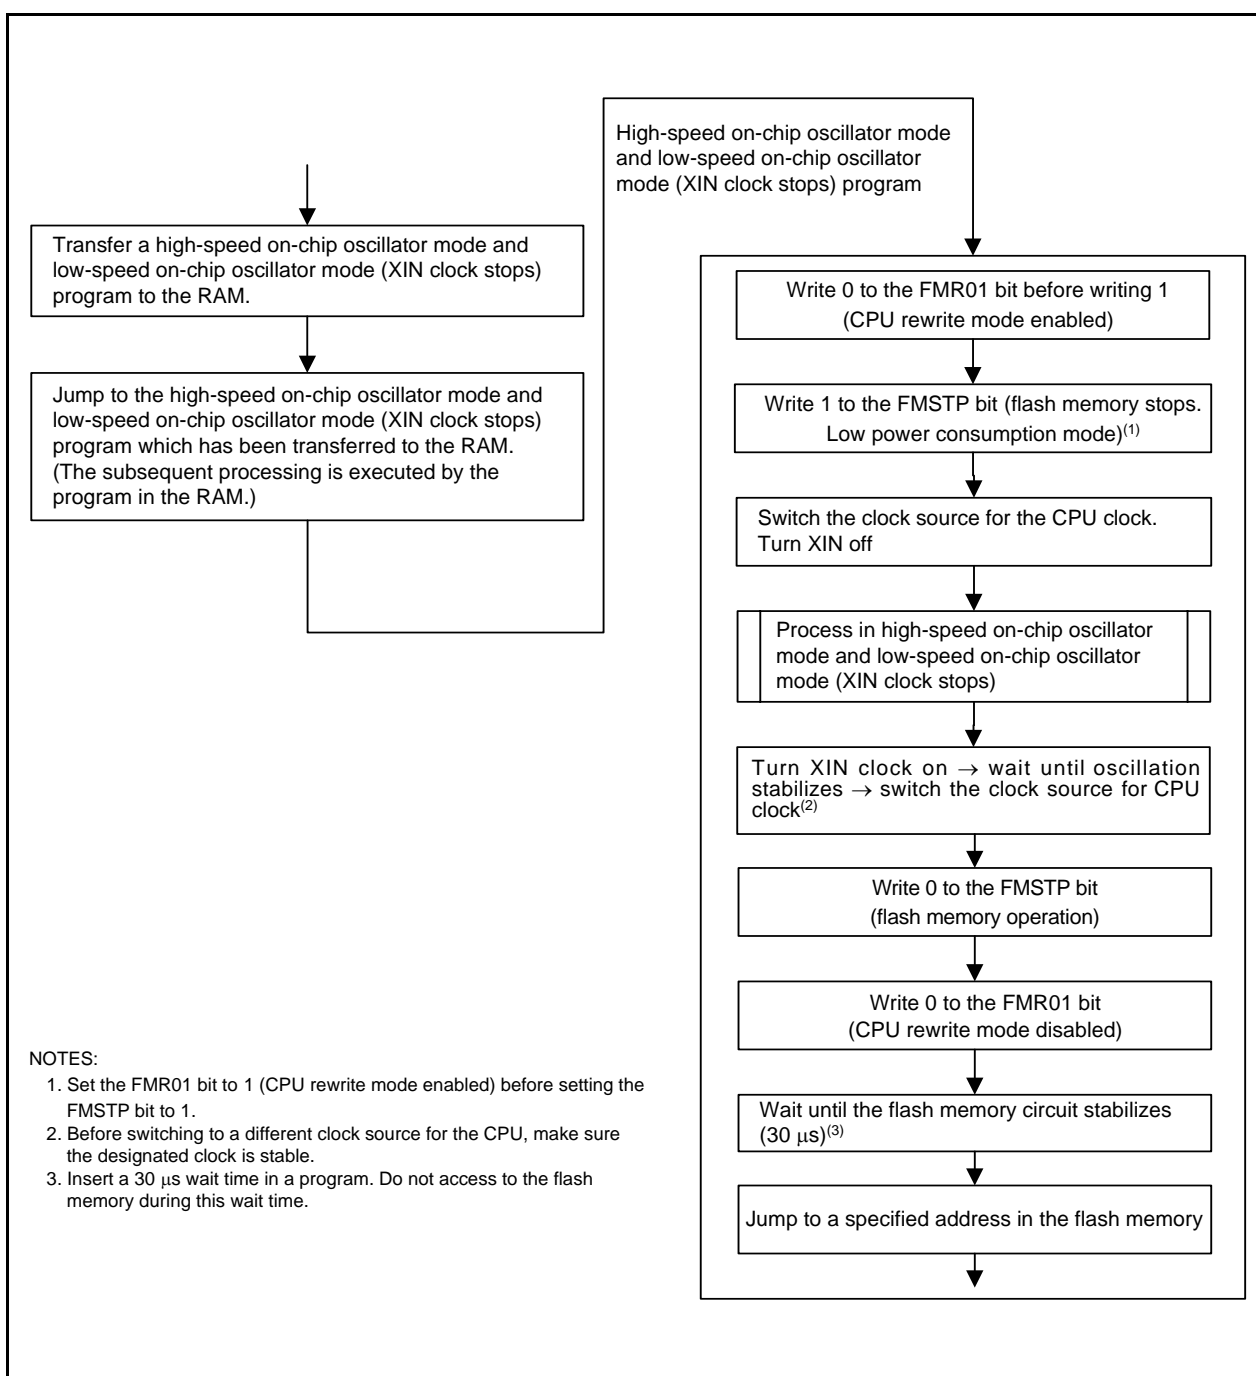 Transfer a high-speed on-chip oscillator mode and
low-speed on-chip oscillator mode (XIN clock stops)
program to the RAM.
Jump to the high-speed on-chip oscillator mode and
low-speed on-chip oscillator mode (XIN clock stops)
program which has been transferred to the RAM.
(The subsequent processing is executed by the
program in the RAM.)
High-speed on-chip oscillator mode
and low-speed on-chip oscillator
mode (XIN clock stops) program
Write 0 to the FMR01 bit before writing 1
(CPU rewrite mode enabled)
Write 1 to the FMSTP bit (flash memory stops.
Low power consumption mode)(1)
Switch the clock source for the CPU clock.
Turn XIN off
Process in high-speed on-chip oscillator
mode and low-speed on-chip oscillator
mode (XIN clock stops)
Turn XIN clock on → wait until oscillation
stabilizes → switch the clock source for CPU
clock(2)
Write 0 to the FMSTP bit
(flash memory operation)
Write 0 to the FMR01 bit
(CPU rewrite mode disabled)
Wait until the flash memory circuit stabilizes
(30 μs)(3)
Jump to a specified address in the flash memory
NOTES:
1. Set the FMR01 bit to 1 (CPU rewrite mode enabled) before setting the
FMSTP bit to 1.
2. Before switching to a different clock source for the CPU, make sure
the designated clock is stable.
3. Insert a 30 μs wait time in a program. Do not access to the flash
memory during this wait time.